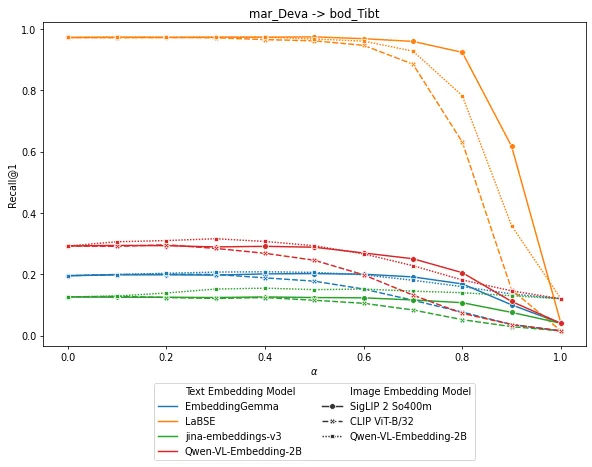 mar_Deva -> bod_Tibt
1.0
0.8
0.6
0.4
0.2
0.0
Recall@1
0.0 0.2 0.4 0.6 0.8 1.0
α
Text Embedding Model Image Embedding Model
EmbeddingGemma SigLIP 2 So400m
LaBSE CLIP ViT-B/32
jina-embeddings-v3 Qwen-VL-Embedding-2B
Qwen-VL-Embedding-2B